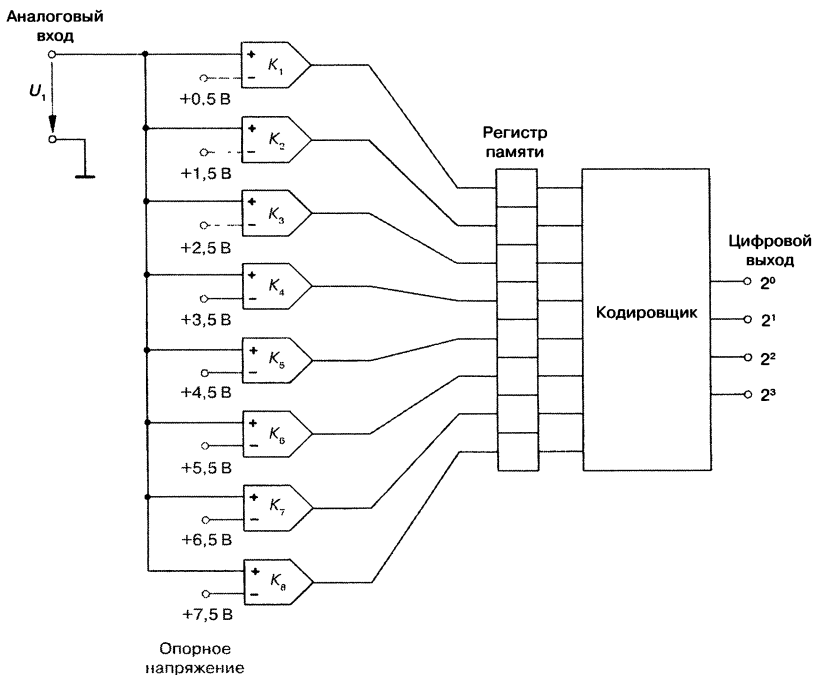 Аналоговый
вход
U₁
+ K₁
−
+0,5 В
+ K₂
−
+1,5 В
+ K₃
−
+2,5 В
+ K₄
−
+3,5 В
+ K₅
−
+4,5 В
+ K₆
−
+5,5 В
+ K₇
−
+6,5 В
+ K₈
−
+7,5 В
Опорное
напряжение
Регистр
памяти
Кодировщик
Цифровой
выход
2⁰
2¹
2²
2³